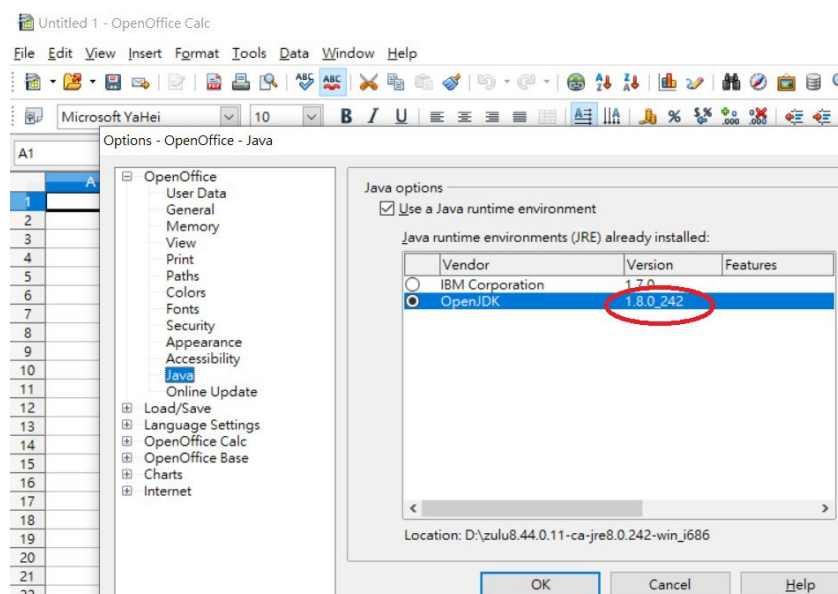 Untitled 1 - OpenOffice Calc
File Edit View Insert Format Tools Data Window Help
Microsoft YaHei 10 B I U
Options - OpenOffice - Java
A1
A
1
2
3
4
5
6
7
8
9
10
11
12
13
14
15
16
17
18
19
20
21
22
OpenOffice
User Data
General
Memory
View
Print
Paths
Colors
Fonts
Security
Appearance
Accessibility
Java
Online Update
Load/Save
Language Settings
OpenOffice Calc
OpenOffice Base
Charts
Internet
Java options
Use a Java runtime environment
Java runtime environments (JRE) already installed:
Vendor Version Features
IBM Corporation 1.7.0
OpenJDK 1.8.0_242
Location: D:\zulu8.44.0.11-ca-jre8.0.242-win_i686
OK Cancel Help